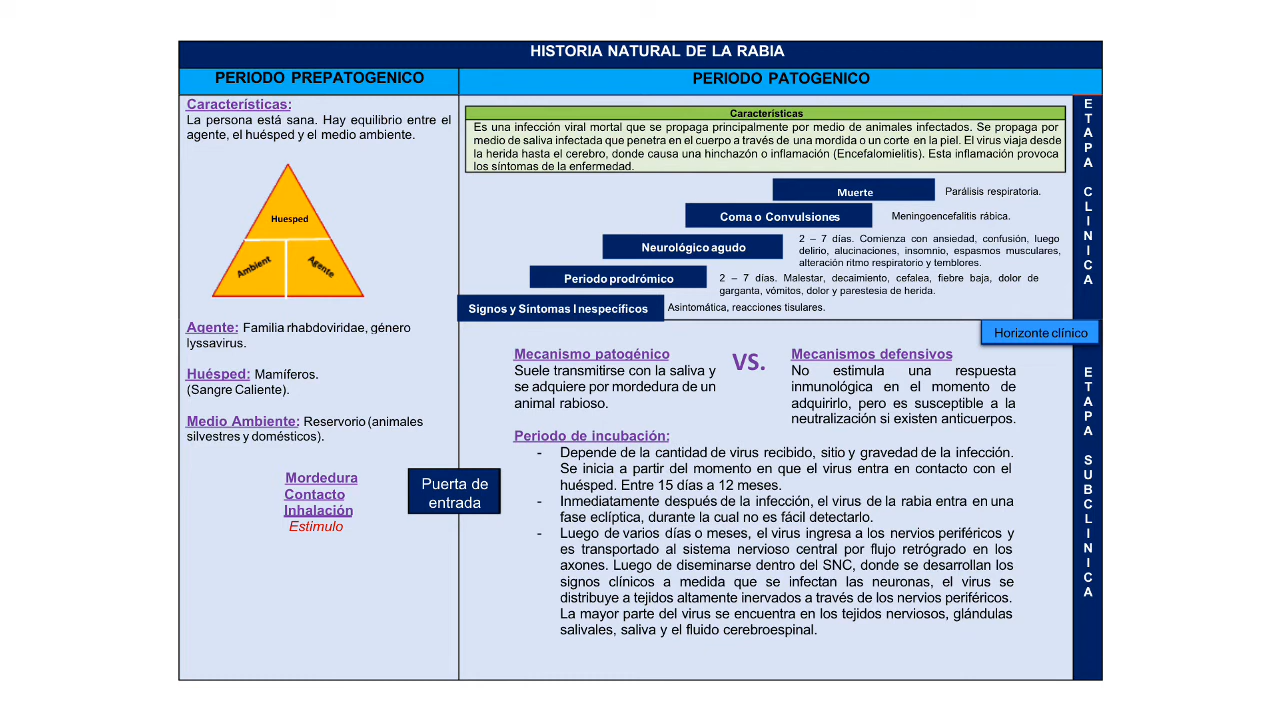 HISTORIA NATURAL DE LA RABIA
PERIODO PREPATOGENICO
PERIODO PATOGENICO
Características:
La persona está sana. Hay equilibrio entre el
agente, el huésped y el medio ambiente.
Huesped
Ambient
Agente
Agente: Familia rhabdoviridae, género
lyssavirus.
Huésped: Mamíferos.
(Sangre Caliente).
Medio Ambiente: Reservorio (animales
silvestres y domésticos).
Mordedura
Contacto
Inhalación
Estimulo
Puerta de
entrada
Características
Es una infección viral mortal que se propaga principalmente por medio de animales infectados. Se propaga por
medio de saliva infectada que penetra en el cuerpo a través de una mordida o un corte en la piel. El virus viaja desde
la herida hasta el cerebro, donde causa una hinchazón o inflamación (Encefalomielitis). Esta inflamación provoca
los síntomas de la enfermedad.
Muerte
Parálisis respiratoria.
Coma o Convulsiones
Meningoencefalitis rábica.
Neurológico agudo
2 – 7 días. Comienza con ansiedad, confusión, luego
delirio, alucinaciones, insomnio, espasmos musculares,
alteración ritmo respiratorio y temblores.
Periodo prodrómico
2 – 7 días. Malestar, decaimiento, cefalea, fiebre baja, dolor de
garganta, vómitos, dolor y parestesia de herida.
Signos y Síntomas Inespecíficos
Asintomática, reacciones tisulares.
Horizonte clínico
Mecanismo patogénico
Suele transmitirse con la saliva y
se adquiere por mordedura de un
animal rabioso.
VS.
Mecanismos defensivos
No estimula una respuesta
inmunológica en el momento de
adquirirlo, pero es susceptible a la
neutralización si existen anticuerpos.
Periodo de incubación:
- Depende de la cantidad de virus recibido, sitio y gravedad de la infección.
Se inicia a partir del momento en que el virus entra en contacto con el
huésped. Entre 15 días a 12 meses.
- Inmediatamente después de la infección, el virus de la rabia entra en una
fase eclíptica, durante la cual no es fácil detectarlo.
- Luego de varios días o meses, el virus ingresa a los nervios periféricos y
es transportado al sistema nervioso central por flujo retrógrado en los
axones. Luego de diseminarse dentro del SNC, donde se desarrollan los
signos clínicos a medida que se infectan las neuronas, el virus se
distribuye a tejidos altamente inervados a través de los nervios periféricos.
La mayor parte del virus se encuentra en los tejidos nerviosos, glándulas
salivales, saliva y el fluido cerebroespinal.
ETAPA CLINICA
ETAPA SUBCLINICA